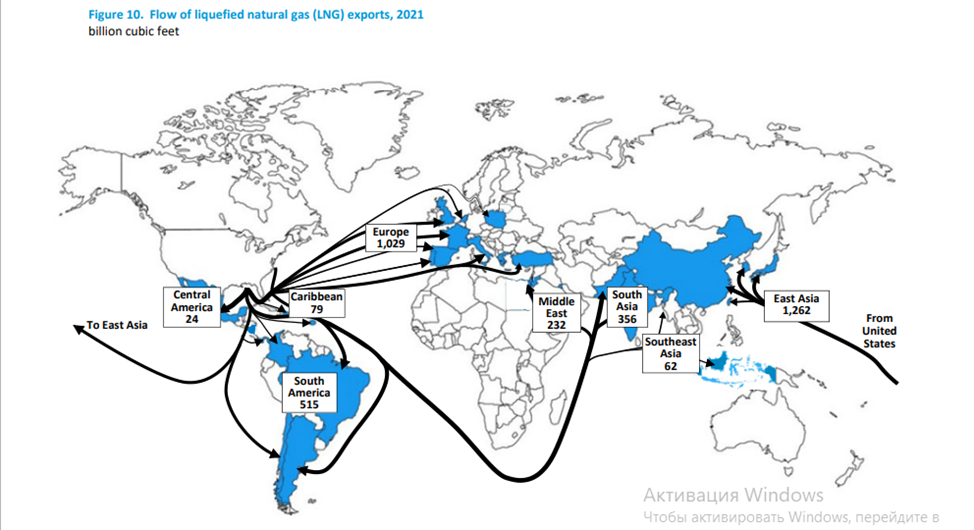 Figure 10. Flow of liquefied natural gas (LNG) exports, 2021
billion cubic feet
Europe
1,029
Central
America
24
Caribbean
79
To East Asia
South
America
515
Middle
East
232
South
Asia
356
Southeast
Asia
62
East Asia
1,262
From
United
States
Активация Windows
Чтобы активировать Windows, перейдите в